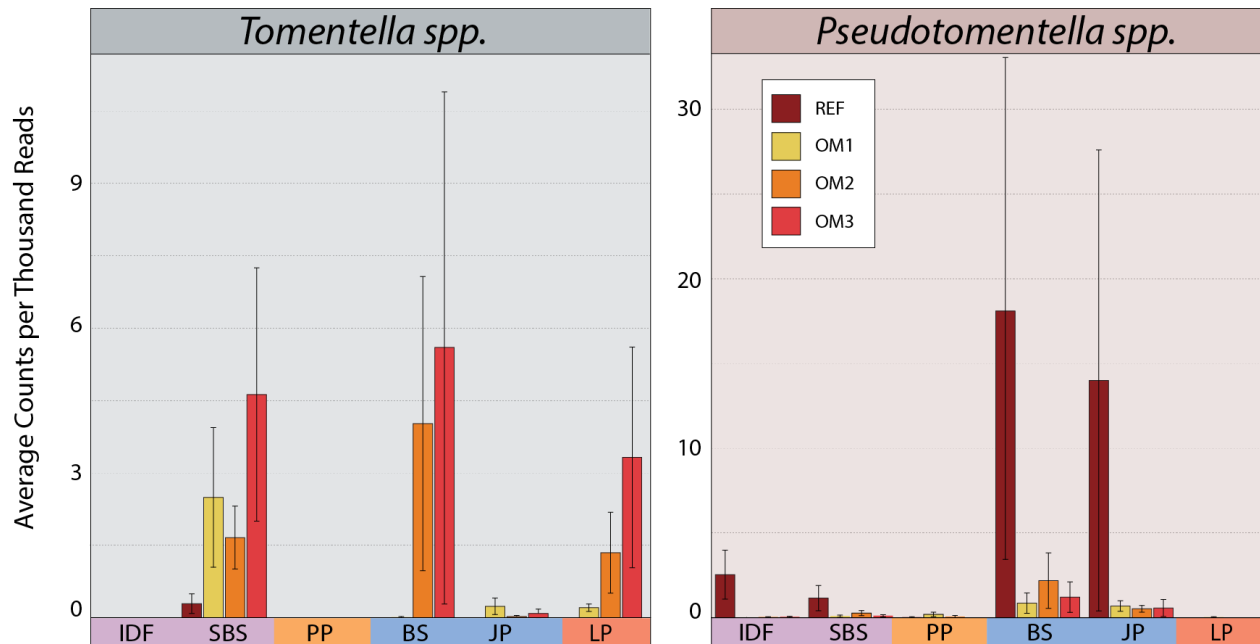 Tomentella spp.
Pseudotomentella spp.
Average Counts per Thousand Reads
9
6
3
0
IDF SBS PP BS JP LP
30
20
10
0
REF
OM1
OM2
OM3
IDF SBS PP BS JP LP